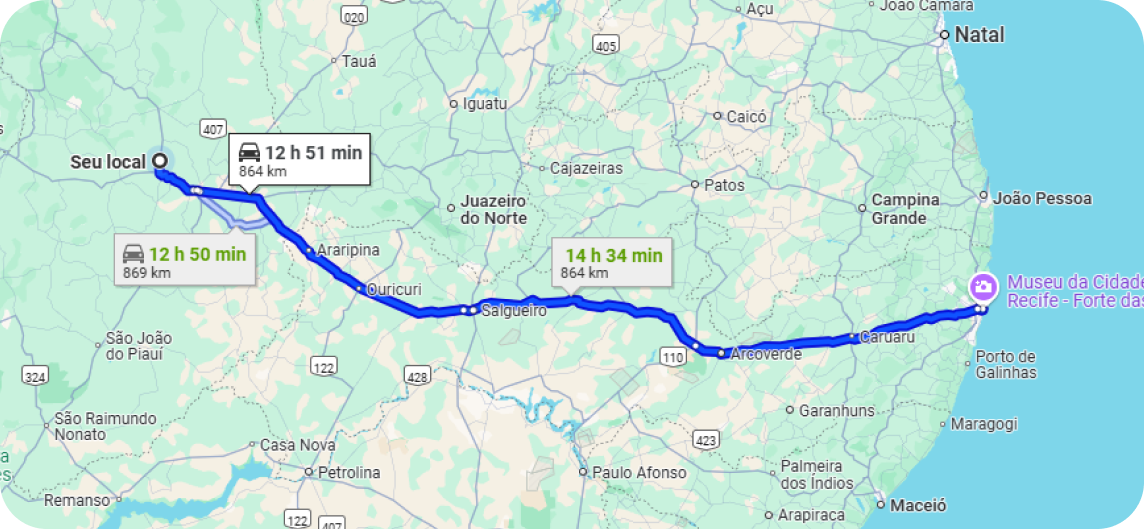 João Câmara
Açu
020
Natal
405
Tauá
Iguatu
Caicó
407
12 h 51 min
864 km
Seu local
Cajazeiras
Patos
João Pessoa
Juazeiro
do Norte
Campina
Grande
12 h 50 min
869 km
Araripina
14 h 34 min
864 km
Museu da Cidade
Recife - Forte das
Ouricuri
Salgueiro
Caruaru
São João
do Piauí
110
Arcoverde
Porto de
Galinhas
122
324
428
Garanhuns
São Raimundo
Nonato
Maragogi
423
Casa Nova
Petrolina
Paulo Afonso
Palmeira
dos Índios
Remanso
Maceió
122
407
Arapiraca